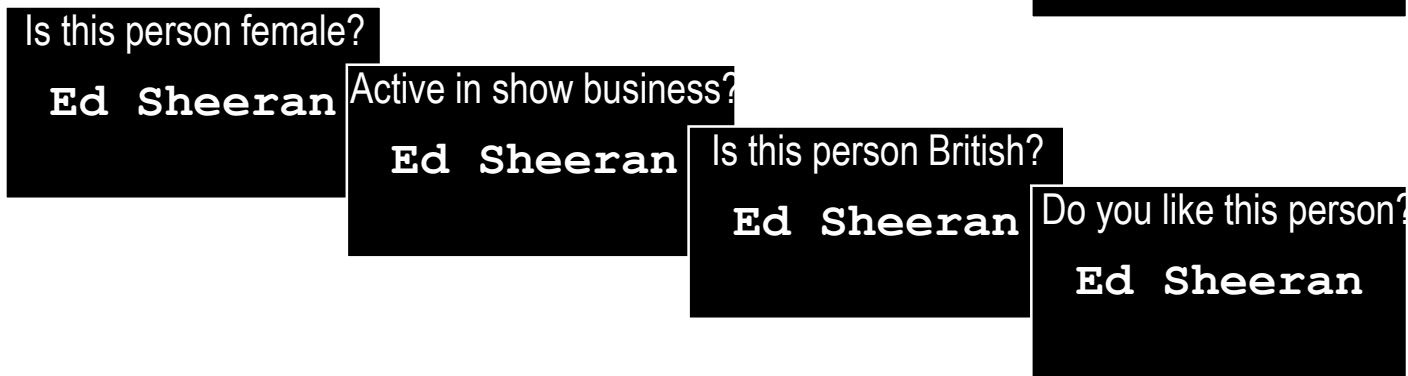 Is this person female?
Ed Sheeran
Active in show business?
Ed Sheeran
Is this person British?
Ed Sheeran
Do you like this person?
Ed Sheeran